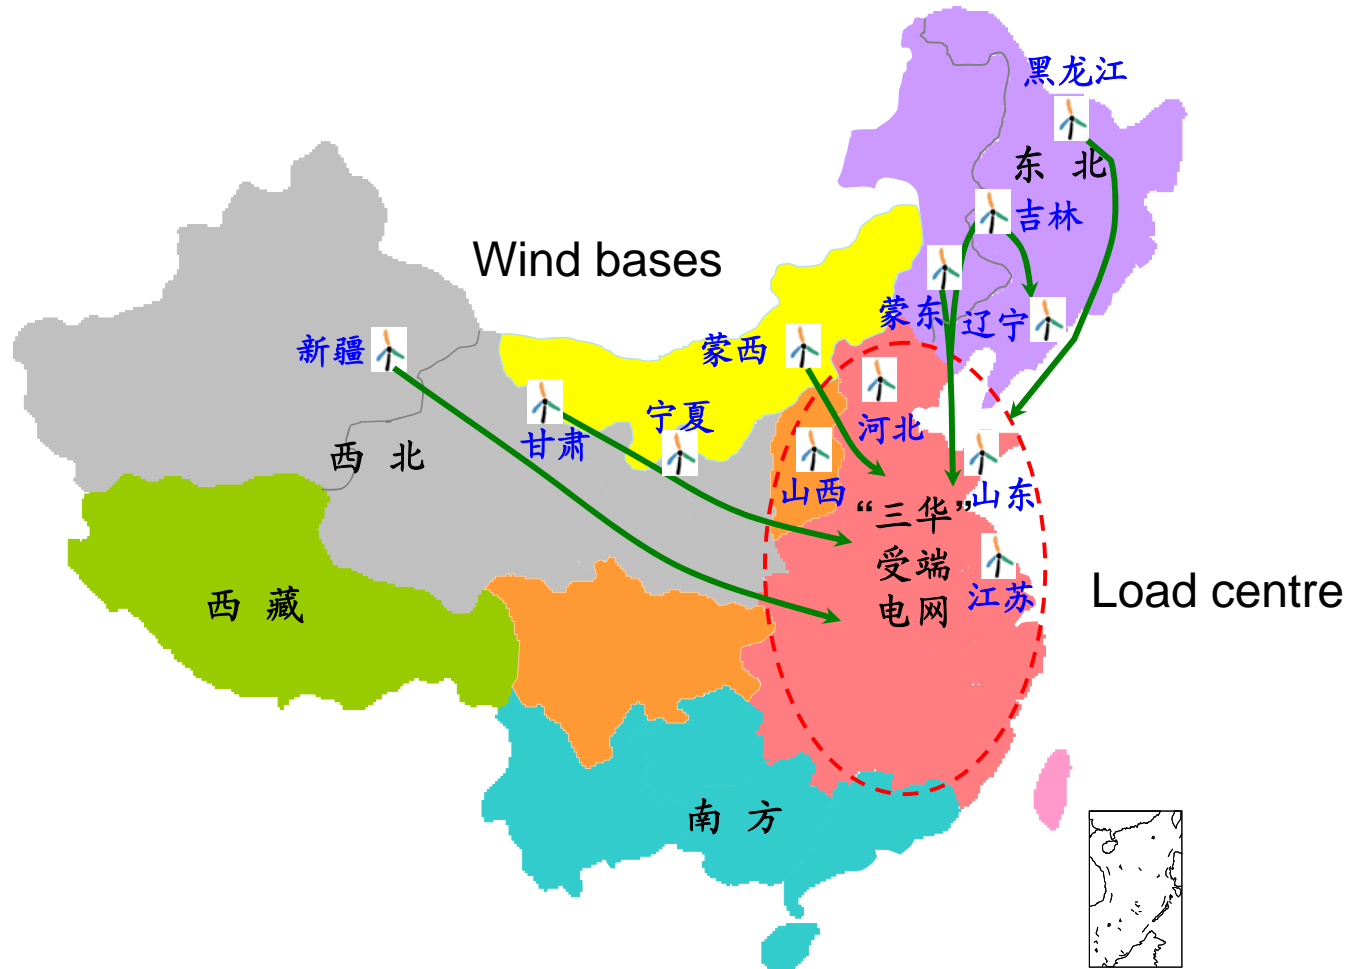 黑龙江
东 北
吉林
Wind bases
蒙东
辽宁
新疆
蒙西
宁夏
河北
甘肃
西 北
山西
山东
“三华”
受端
电网
江苏
Load centre
西 藏
南 方